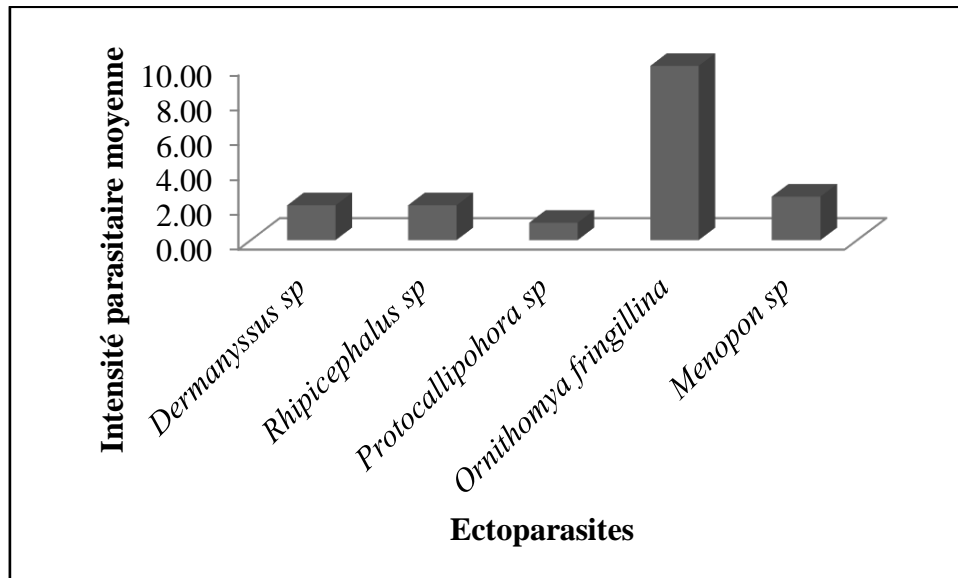 Intensité parasitaire moyenne
10.00
8.00
6.00
4.00
2.00
0.00
Dermanyssus sp
Rhipicephalus sp
Protocallipohora sp
Ornithomya fringillina
Menopon sp
Ectoparasites